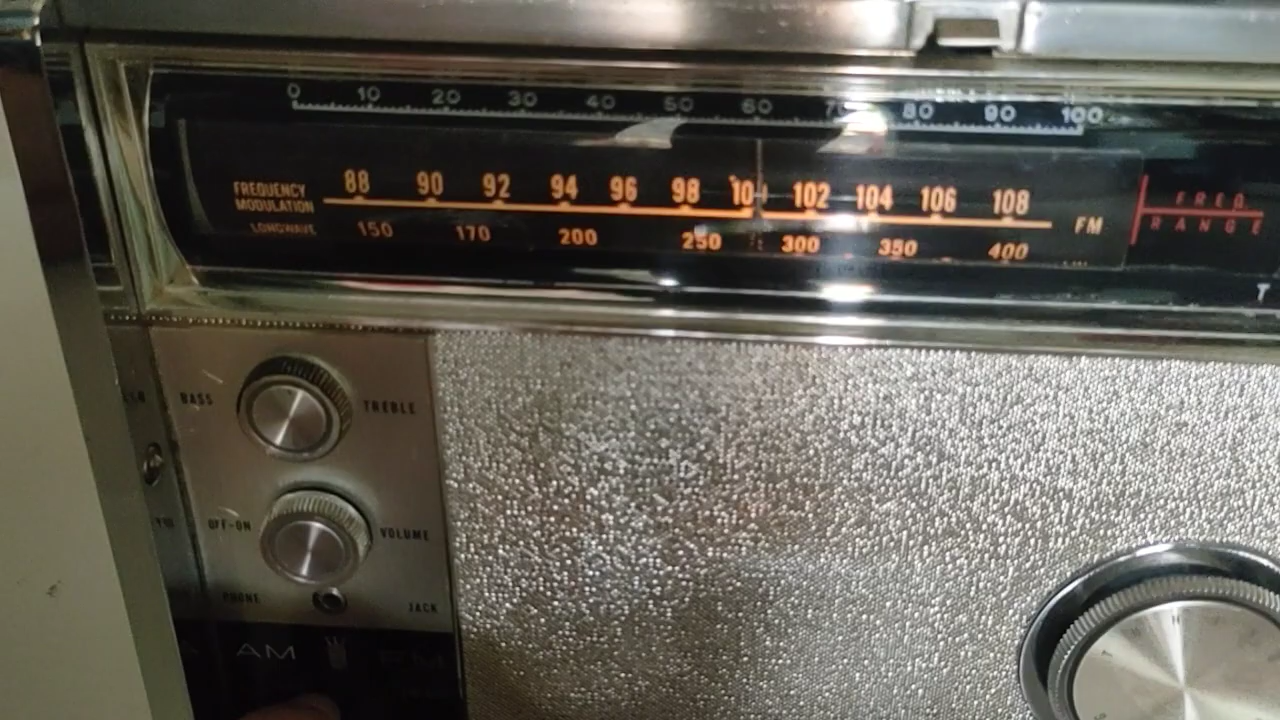 0 10 20 30 40 50 60 70 80 90 100
FREQUENCY MODULATION 88 90 92 94 96 98 100 102 104 106 108 FM
LONGWAVE 150 170 200 250 300 350 400
FREQ
RANGE
T
BASS TREBLE
OFF-ON VOLUME
PHONE JACK
AM FM